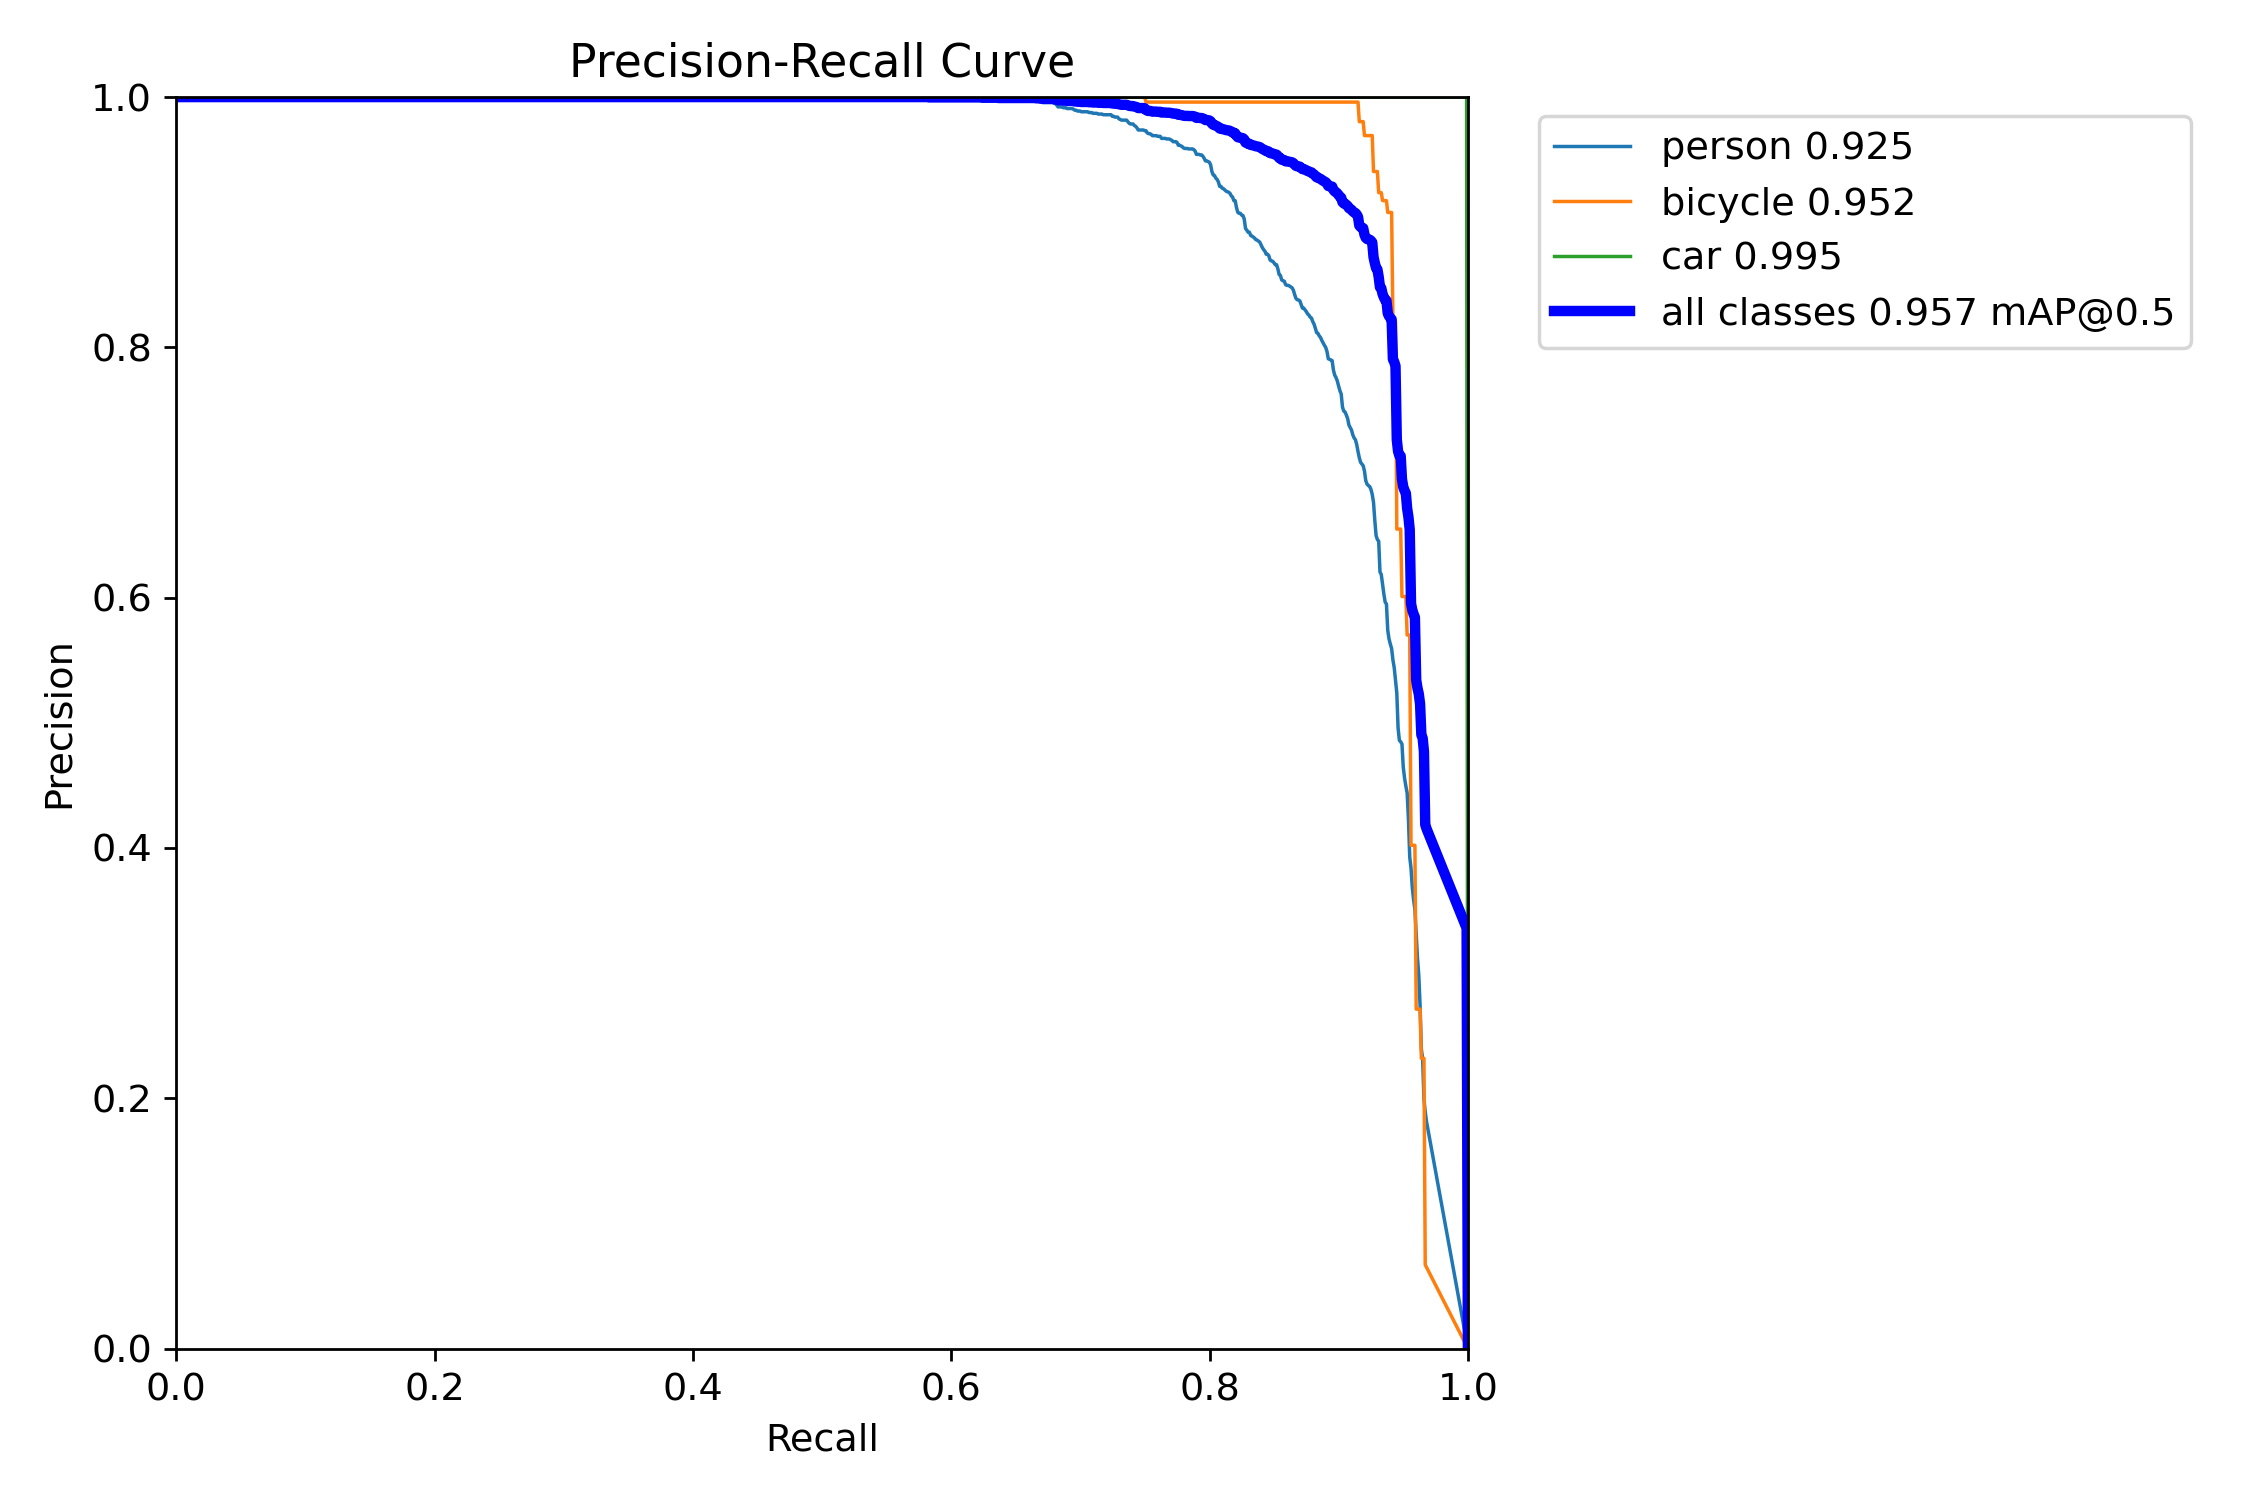 Precision-Recall Curve
1.0
0.8
0.6
0.4
0.2
0.0
Precision
0.0 0.2 0.4 0.6 0.8 1.0
Recall
person 0.925
bicycle 0.952
car 0.995
all classes 0.957 mAP@0.5